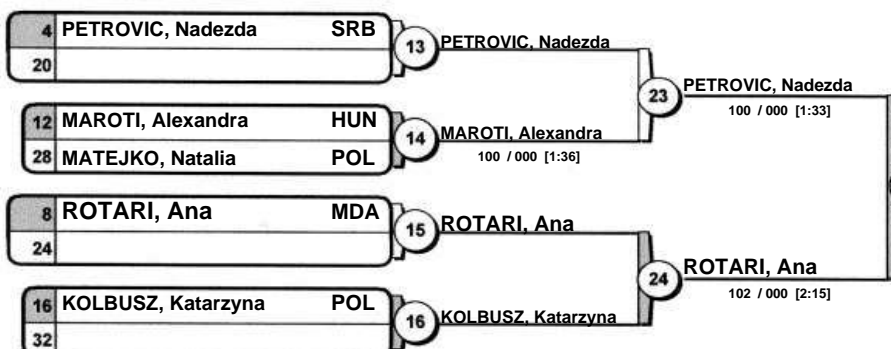 4 PETROVIC, Nadezda SRB
20
13 PETROVIC, Nadezda
12 MAROTI, Alexandra HUN
28 MATEJKO, Natalia POL
14 MAROTI, Alexandra
100 / 000 [1:36]
23 PETROVIC, Nadezda
100 / 000 [1:33]
8 ROTARI, Ana MDA
24
15 ROTARI, Ana
16 KOLBUSZ, Katarzyna POL
32
16 KOLBUSZ, Katarzyna
24 ROTARI, Ana
102 / 000 [2:15]